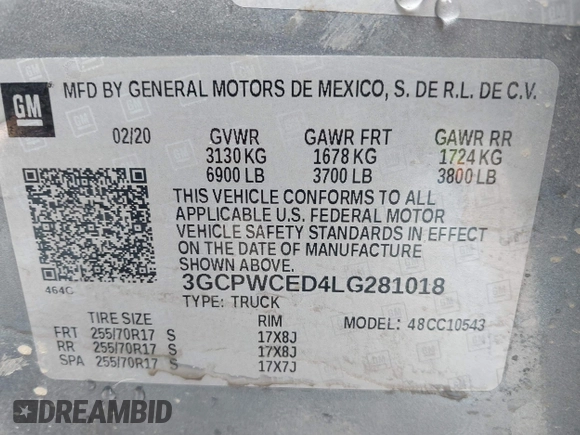 GM MFD BY GENERAL MOTORS DE MEXICO, S. DE R.L. DE C.V.
02/20 GVWR GAWR FRT GAWR RR
3130 KG 1678 KG 1724 KG
6900 LB 3700 LB 3800 LB
THIS VEHICLE CONFORMS TO ALL
APPLICABLE U.S. FEDERAL MOTOR
VEHICLE SAFETY STANDARDS IN EFFECT
ON THE DATE OF MANUFACTURE
SHOWN ABOVE.
464C 3GCPWCED4LG281018
TYPE: TRUCK
TIRE SIZE RIM MODEL: 48CC10543
FRT 255/70R17 S 17X8J
RR 255/70R17 S 17X8J
SPA 255/70R17 S 17X7J
DREAMBID